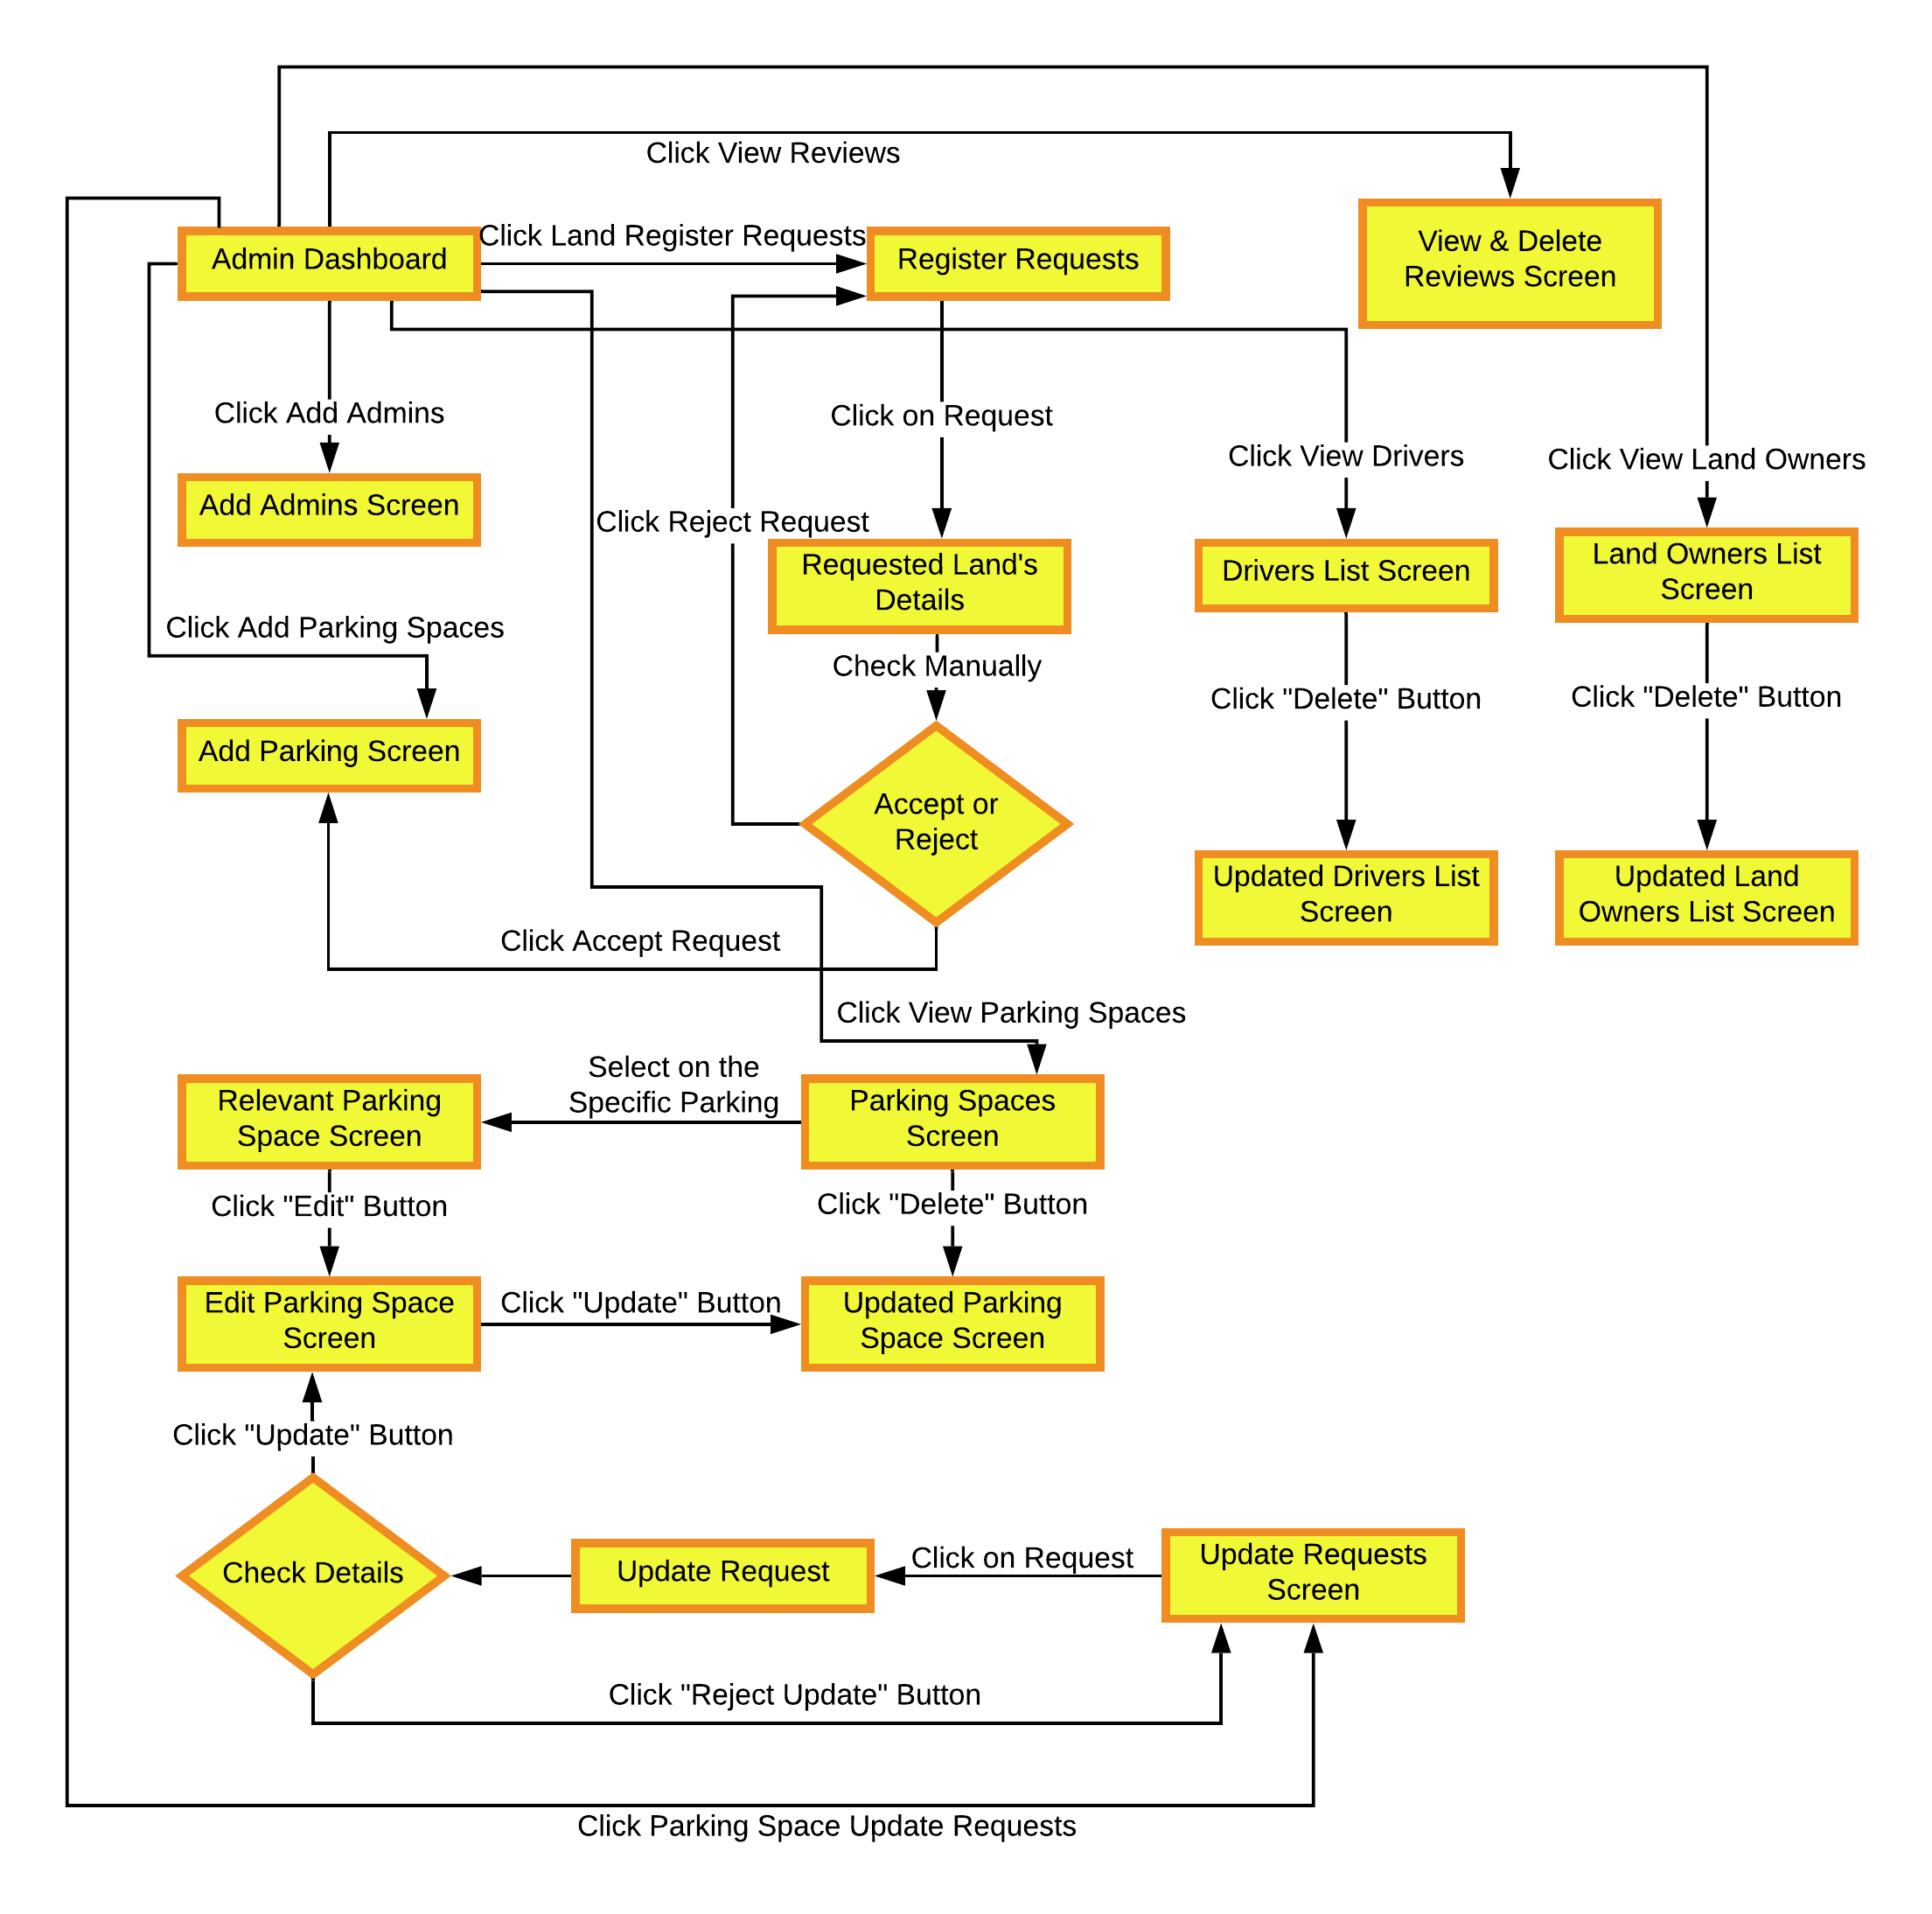 Click View Reviews
Click Land Register Requests
Admin Dashboard
Register Requests
View & Delete
Reviews Screen
Click Add Admins
Click on Request
Click View Drivers
Click View Land Owners
Add Admins Screen
Click Reject Request
Requested Land's
Details
Drivers List Screen
Land Owners List
Screen
Click Add Parking Spaces
Check Manually
Click "Delete" Button
Click "Delete" Button
Add Parking Screen
Accept or
Reject
Updated Drivers List
Screen
Updated Land
Owners List Screen
Click Accept Request
Click View Parking Spaces
Select on the
Specific Parking
Relevant Parking
Space Screen
Parking Spaces
Screen
Click "Edit" Button
Click "Delete" Button
Edit Parking Space
Screen
Click "Update" Button
Updated Parking
Space Screen
Click "Update" Button
Check Details
Update Request
Click on Request
Update Requests
Screen
Click "Reject Update" Button
Click Parking Space Update Requests